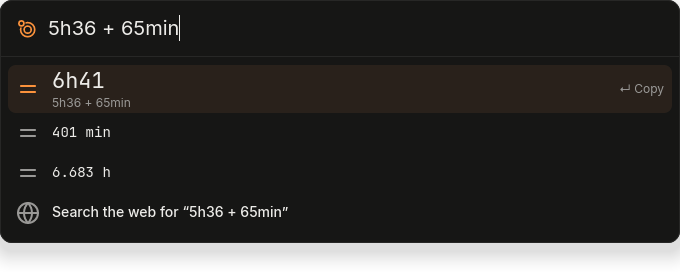 5h36 + 65min
6h41
5h36 + 65min
↵ Copy
401 min
6.683 h
Search the web for “5h36 + 65min”